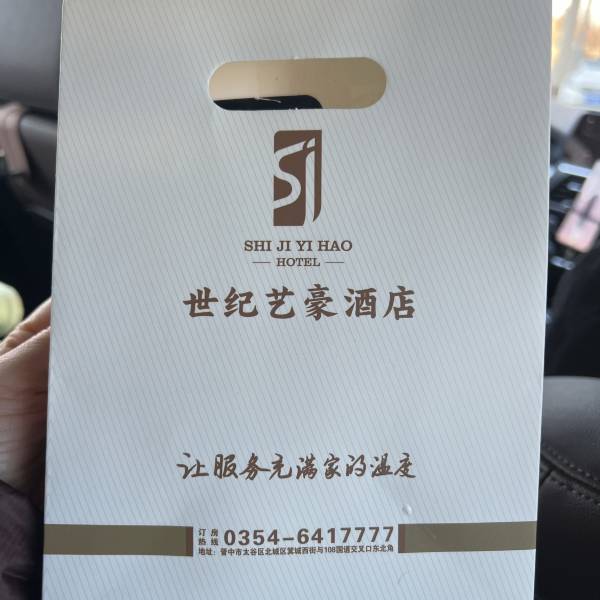 Sj
SHI JI YI HAO
HOTEL
世纪艺豪酒店
让服务充满家的温度
订房热线 0354-6417777
地址：晋中市太谷区北城区箕城西街与108国道交叉口东北角